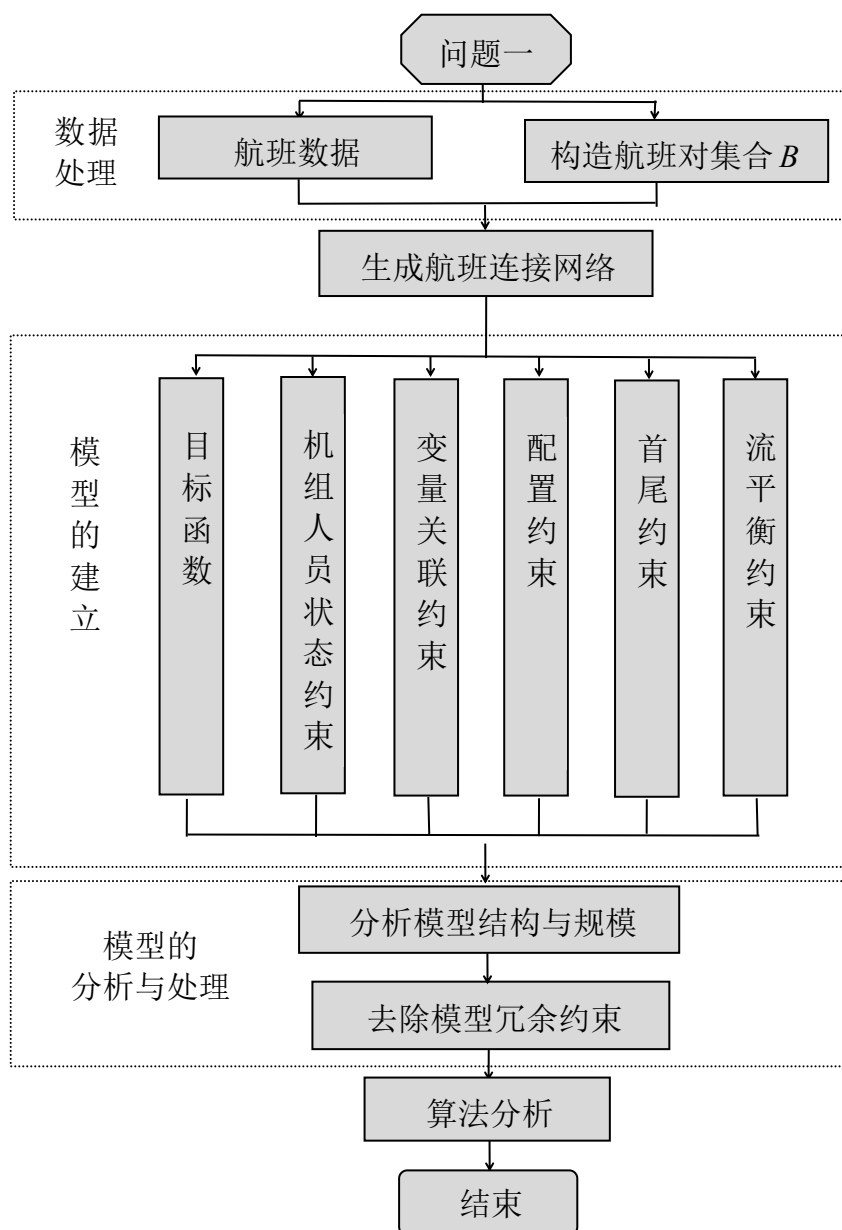 问题一
数据
处理
航班数据
构造航班对集合 B
生成航班连接网络
模型的建立
目标函数
机组人员状态约束
变量关联约束
配置约束
首尾约束
流平衡约束
模型的
分析与处理
分析模型结构与规模
去除模型冗余约束
算法分析
结束